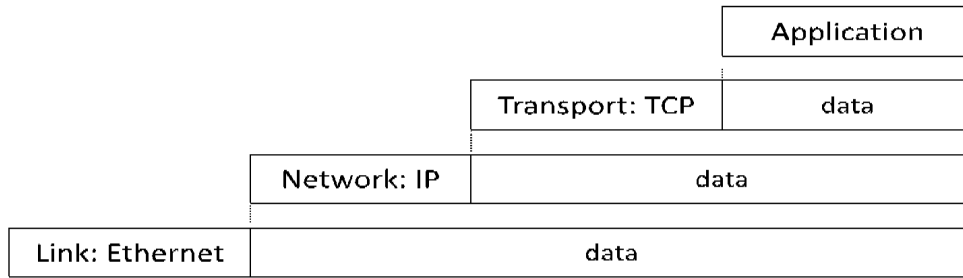 Application
Transport: TCP data
Network: IP data
Link: Ethernet data